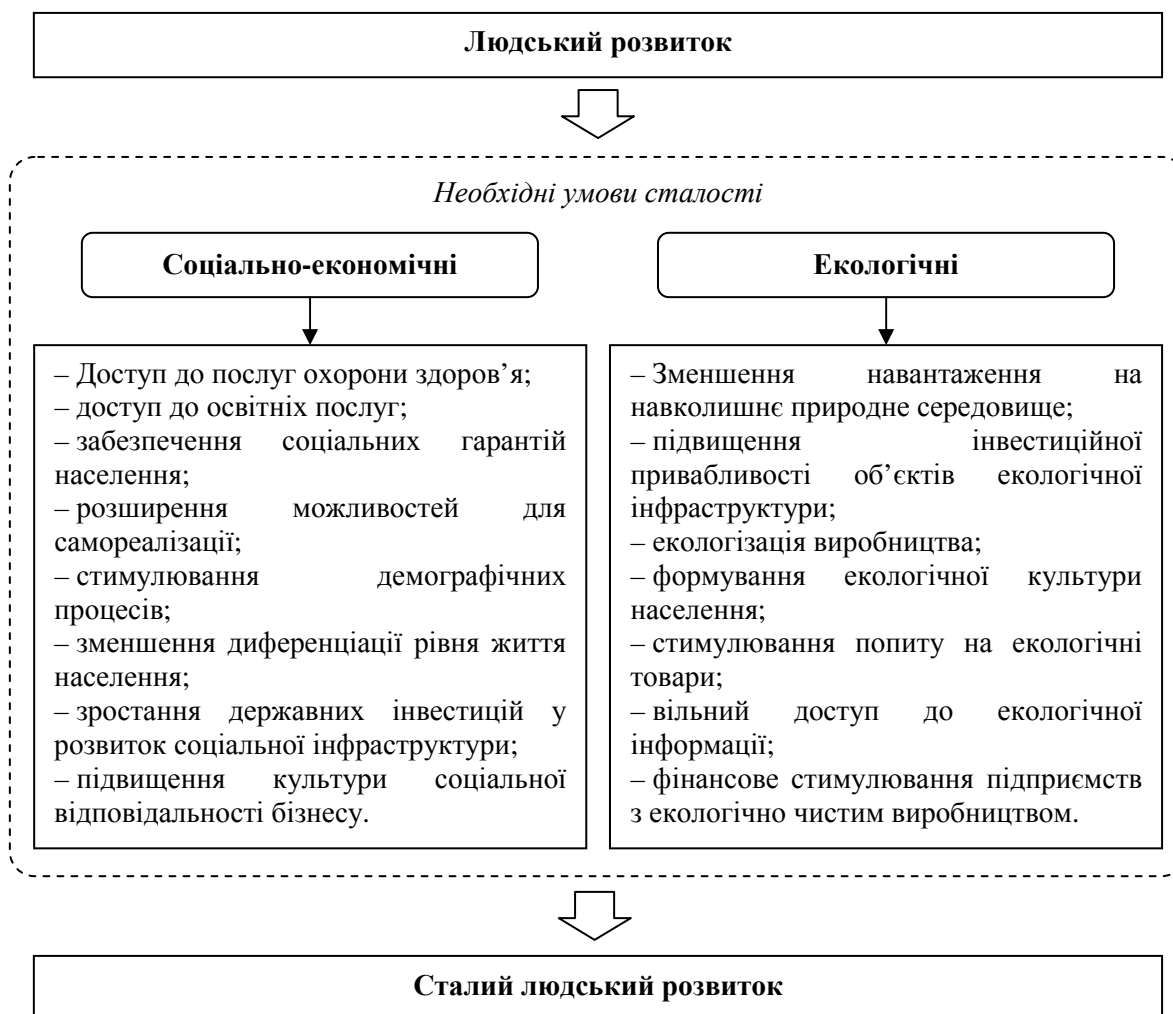 Людський розвиток
Необхідні умови сталості
Соціально-економічні
– Доступ до послуг охорони здоров’я;
– доступ до освітніх послуг;
– забезпечення соціальних гарантій
населення;
– розширення можливостей для
самореалізації;
– стимулювання демографічних
процесів;
– зменшення диференціації рівня життя
населення;
– зростання державних інвестицій у
розвиток соціальної інфраструктури;
– підвищення культури соціальної
відповідальності бізнесу.
Екологічні
– Зменшення навантаження на
навколишнє природне середовище;
– підвищення інвестиційної
привабливості об’єктів екологічної
інфраструктури;
– екологізація виробництва;
– формування екологічної культури
населення;
– стимулювання попиту на екологічні
товари;
– вільний доступ до екологічної
інформації;
– фінансове стимулювання підприємств
з екологічно чистим виробництвом.
Сталий людський розвиток